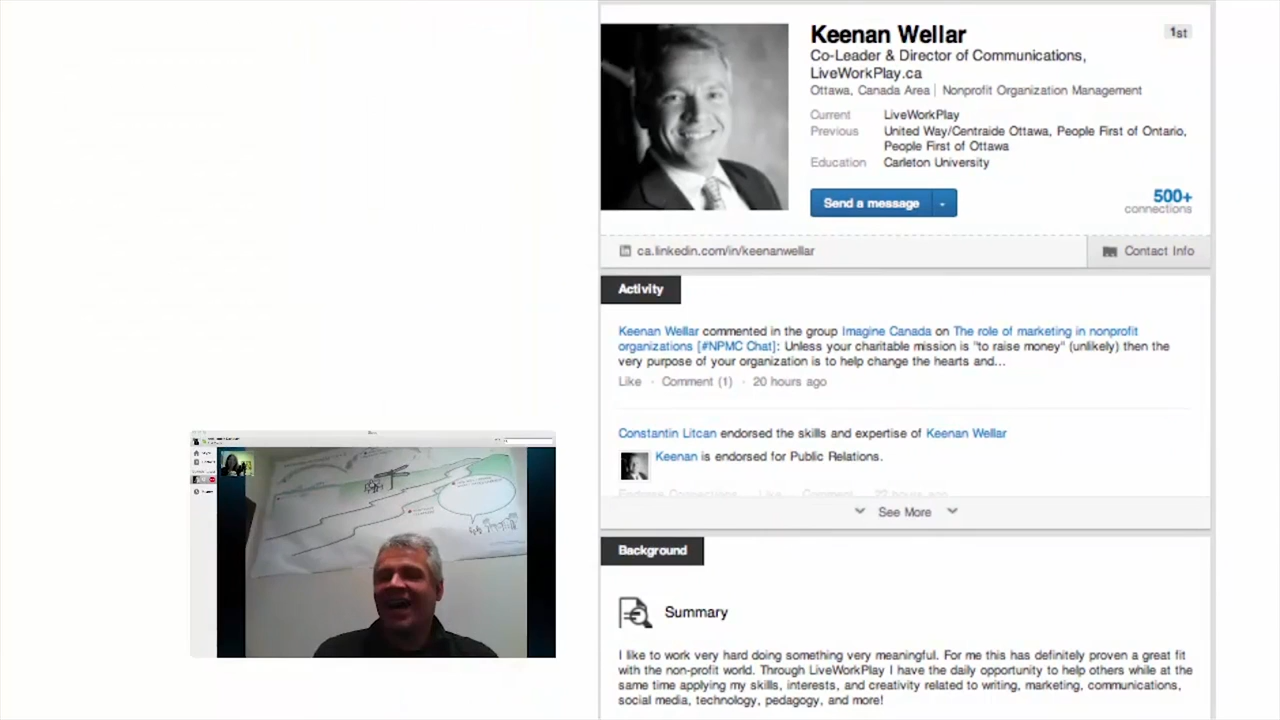 Keenan Wellar
1st
Co-Leader & Director of Communications,
LiveWorkPlay.ca
Ottawa, Canada Area | Nonprofit Organization Management
Current LiveWorkPlay
Previous United Way/Centraide Ottawa, People First of Ontario,
People First of Ottawa
Education Carleton University
Send a message
500+
connections
ca.linkedin.com/in/keenanwellar
Contact Info
Activity
Keenan Wellar commented in the group Imagine Canada on The role of marketing in nonprofit
organizations [#NPMC Chat]: Unless your charitable mission is "to raise money" (unlikely) then the
very purpose of your organization is to help change the hearts and...
Like · Comment (1) · 20 hours ago
Constantin Litcan endorsed the skills and expertise of Keenan Wellar
Keenan is endorsed for Public Relations.
See More
Background
Summary
I like to work very hard doing something very meaningful. For me this has definitely proven a great fit
with the non-profit world. Through LiveWorkPlay I have the daily opportunity to help others while at the
same time applying my skills, interests, and creativity related to writing, marketing, communications,
social media, technology, pedagogy, and more!